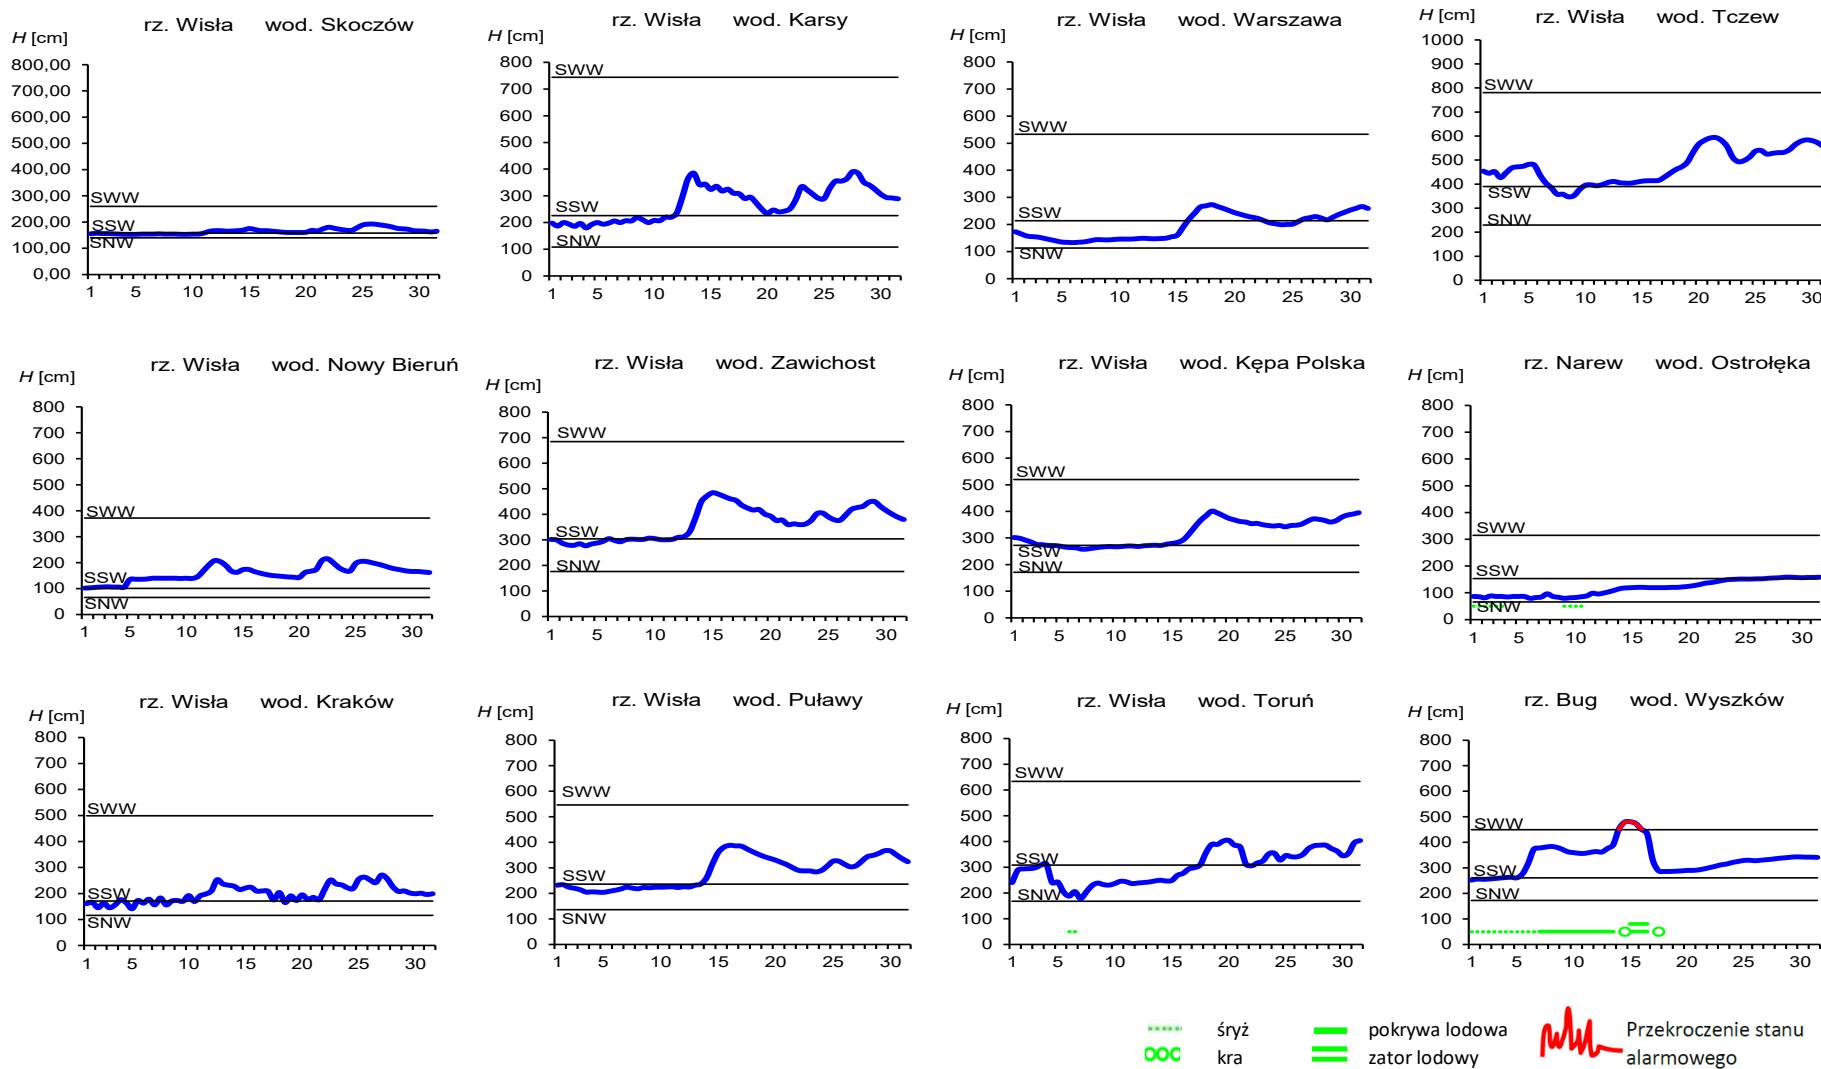 rz. Wisła wod. Skoczów
H [cm]
800,00
700,00
600,00
500,00
400,00
300,00
200,00
100,00
0,00
SWW
SSW
SNW
1 5 10 15 20 25 30
rz. Wisła wod. Karsy
H [cm]
800
700
600
500
400
300
200
100
0
SWW
SSW
SNW
1 5 10 15 20 25 30
rz. Wisła wod. Warszawa
H [cm]
800
700
600
500
400
300
200
100
0
SWW
SSW
SNW
1 5 10 15 20 25 30
rz. Wisła wod. Tczew
H [cm]
1000
900
800
700
600
500
400
300
200
100
0
SWW
SSW
SNW
1 5 10 15 20 25 30
rz. Wisła wod. Nowy Bieruń
H [cm]
800
700
600
500
400
300
200
100
0
SWW
SSW
SNW
1 5 10 15 20 25 30
rz. Wisła wod. Zawichost
H [cm]
800
700
600
500
400
300
200
100
0
SWW
SSW
SNW
1 5 10 15 20 25 30
rz. Wisła wod. Kępa Polska
H [cm]
800
700
600
500
400
300
200
100
0
SWW
SSW
SNW
1 5 10 15 20 25 30
rz. Narew wod. Ostrołęka
H [cm]
800
700
600
500
400
300
200
100
0
SWW
SSW
SNW
1 5 10 15 20 25 30
rz. Wisła wod. Kraków
H [cm]
800
700
600
500
400
300
200
100
0
SWW
SSW
SNW
1 5 10 15 20 25 30
rz. Wisła wod. Puławy
H [cm]
800
700
600
500
400
300
200
100
0
SWW
SSW
SNW
1 5 10 15 20 25 30
rz. Wisła wod. Toruń
H [cm]
800
700
600
500
400
300
200
100
0
SWW
SSW
SNW
1 5 10 15 20 25 30
rz. Bug wod. Wyszków
H [cm]
800
700
600
500
400
300
200
100
0
SWW
SSW
SNW
1 5 10 15 20 25 30
śryż
kra
pokrywa lodowa
zator lodowy
Przekroczenie stanu
alarmowego